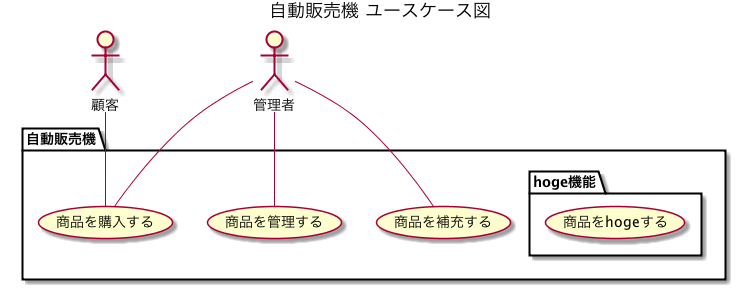 自動販売機 ユースケース図
顧客
管理者
自動販売機
hoge機能
商品を購入する
商品を管理する
商品を補充する
商品をhogeする